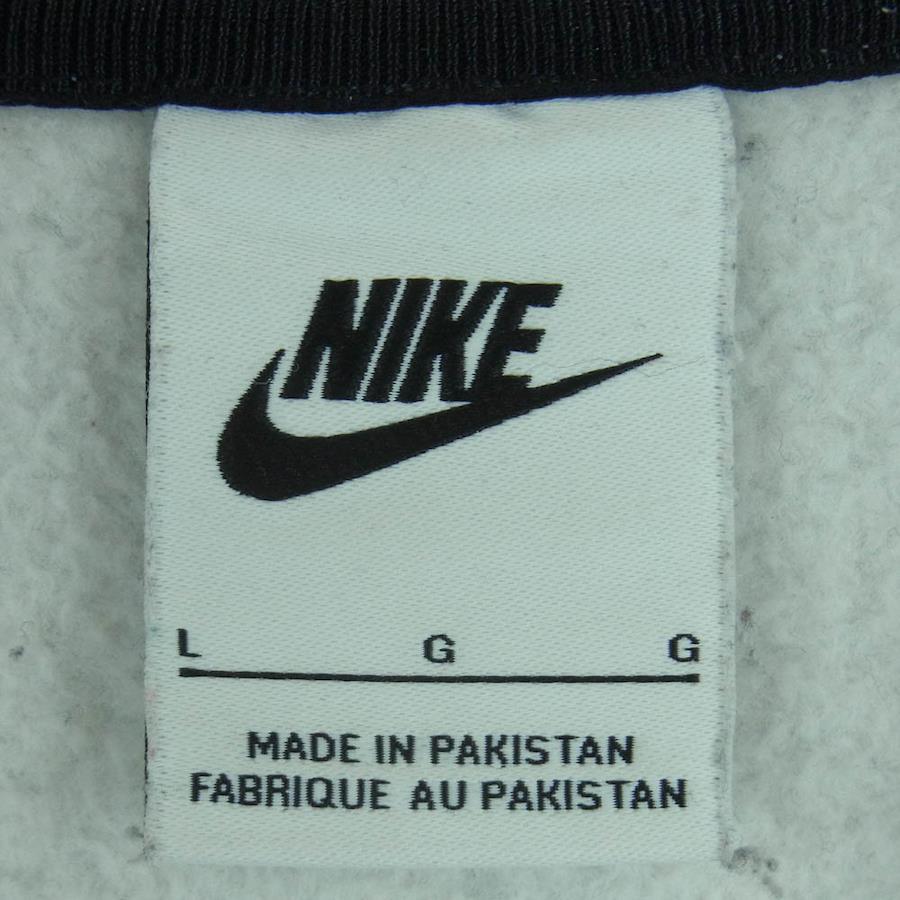 NIKE
L G G
MADE IN PAKISTAN
FABRIQUE AU PAKISTAN